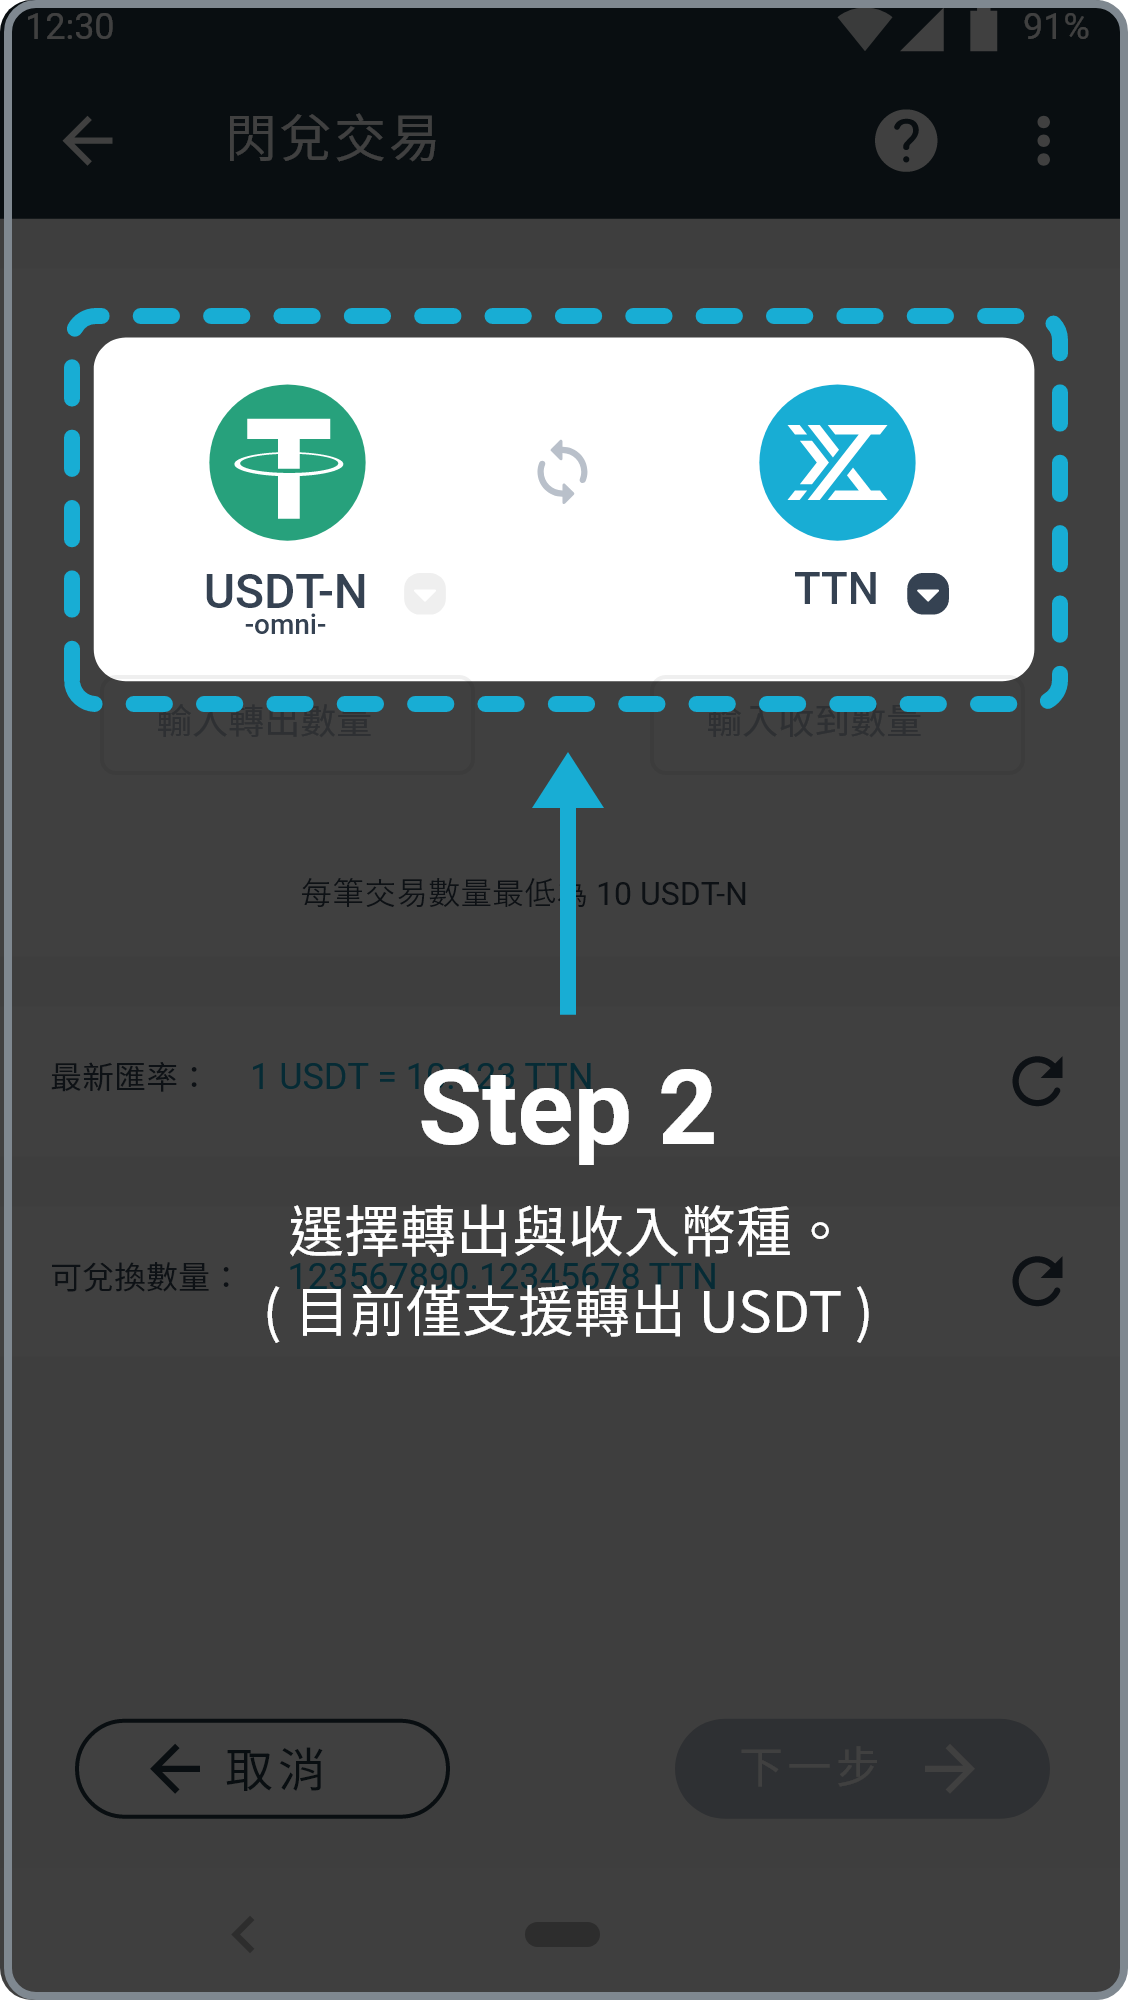 12:30
91%
閃兌交易
USDT-N
-omni-
TTN
輸入轉出數量
輸入收到數量
每筆交易數量最低為 10 USDT-N
最新匯率：
1 USDT = 10.123 TTN
Step 2
選擇轉出與收入幣種。
可兌換數量：
123567890.12345678 TTN
( 目前僅支援轉出 USDT )
取消
下一步